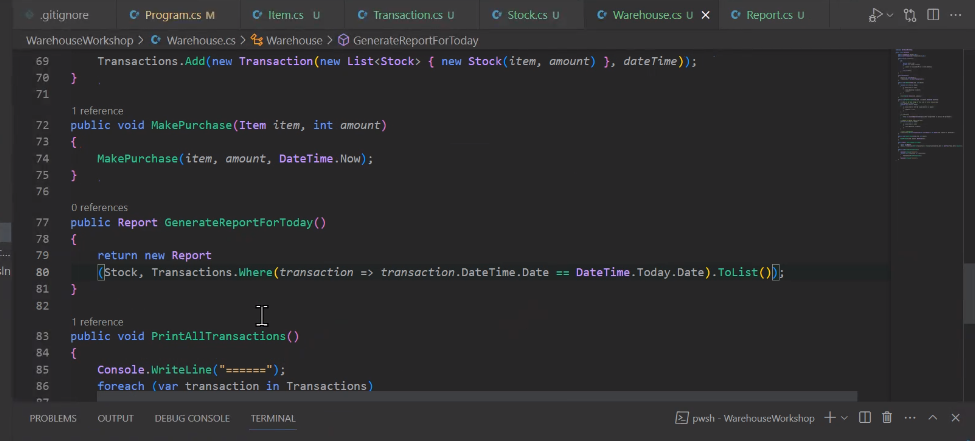 .gitignore Program.cs M Item.cs U Transaction.cs U Stock.cs U Warehouse.cs U Report.cs U
WarehouseWorkshop > Warehouse.cs > Warehouse > GenerateReportForToday
69 Transactions.Add(new Transaction(new List<Stock> { new Stock(item, amount) }, dateTime));
70 }
71
1 reference
72 public void MakePurchase(Item item, int amount)
73 {
74 MakePurchase(item, amount, DateTime.Now);
75 }
76
0 references
77 public Report GenerateReportForToday()
78 {
79 return new Report
80 (Stock, Transactions.Where(transaction => transaction.DateTime.Date == DateTime.Today.Date).ToList());
81 }
82
1 reference
83 public void PrintAllTransactions()
84 {
85 Console.WriteLine("======");
86 foreach (var transaction in Transactions)
PROBLEMS OUTPUT DEBUG CONSOLE TERMINAL pwsh - WarehouseWorkshop